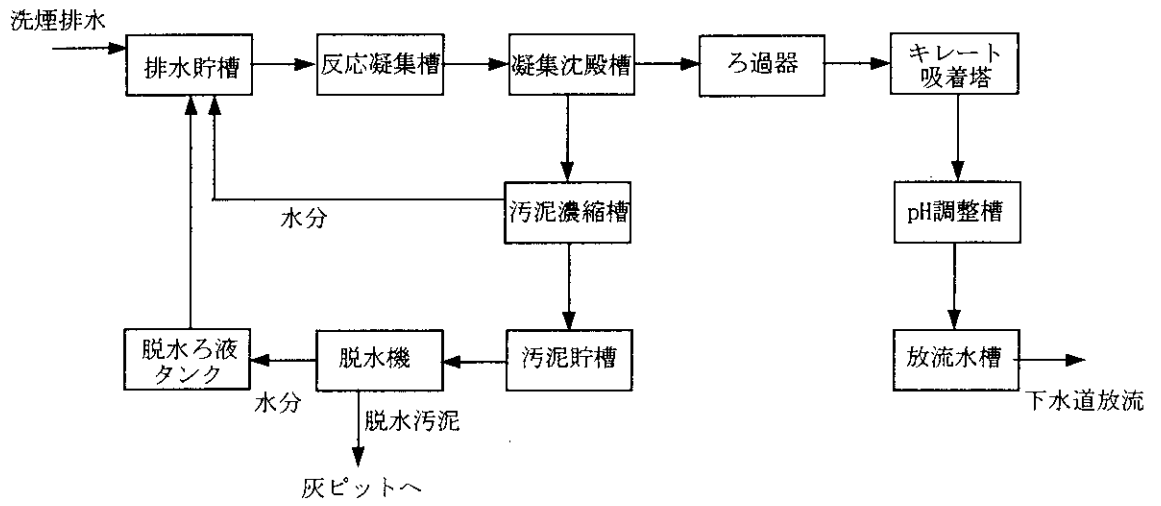 洗煙排水
排水貯槽
反応凝集槽
凝集沈殿槽
ろ過器
キレート
吸着塔
水分
汚泥濃縮槽
pH調整槽
脱水ろ液
タンク
水分
脱水機
汚泥貯槽
放流水槽
下水道放流
脱水汚泥
灰ピットへ